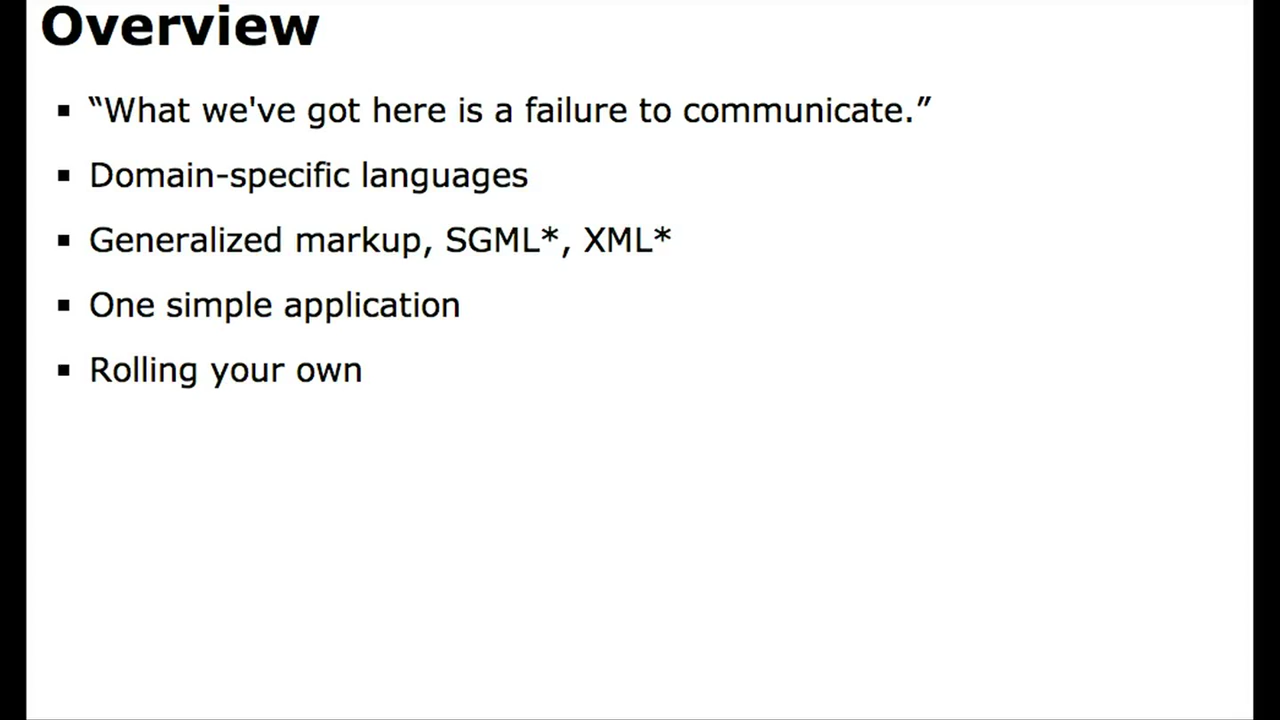 Overview
▪ “What we've got here is a failure to communicate.”
▪ Domain-specific languages
▪ Generalized markup, SGML*, XML*
▪ One simple application
▪ Rolling your own